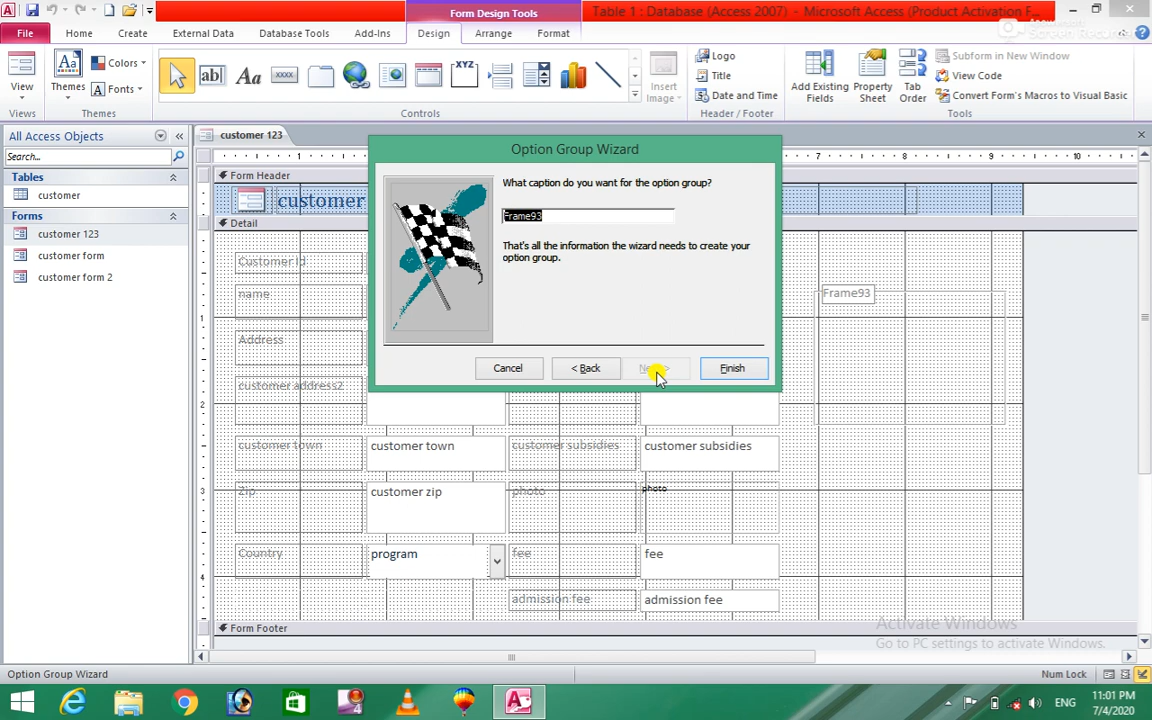 Form Design Tools
Table 1 : Database (Access 2007) - Microsoft Access (Product Activation F...
File
Home
Create
External Data
Database Tools
Add-Ins
Design
Arrange
Format
View
Themes
Colors
Fonts
ab|
Aa
xxxx
XYZ
Insert
Image
Logo
Title
Date and Time
Add Existing
Fields
Property
Sheet
Tab
Order
Subform in New Window
View Code
Convert Form's Macros to Visual Basic
Views
Themes
Controls
Header / Footer
Tools
All Access Objects
Search...
Tables
customer
Forms
customer 123
customer form
customer form 2
customer 123
Form Header
customer
Detail
Customer Id
name
Address
customer address2
customer town
customer town
customer subsidies
customer subsidies
Zip
customer zip
photo
photo
Country
program
fee
fee
admission fee
admission fee
Form Footer
Frame93
Option Group Wizard
What caption do you want for the option group?
Frame93
That's all the information the wizard needs to create your
option group.
Cancel
< Back
Finish
Activate Windows
Go to PC settings to activate Windows.
Option Group Wizard
Num Lock
ENG
11:01 PM
7/4/2020